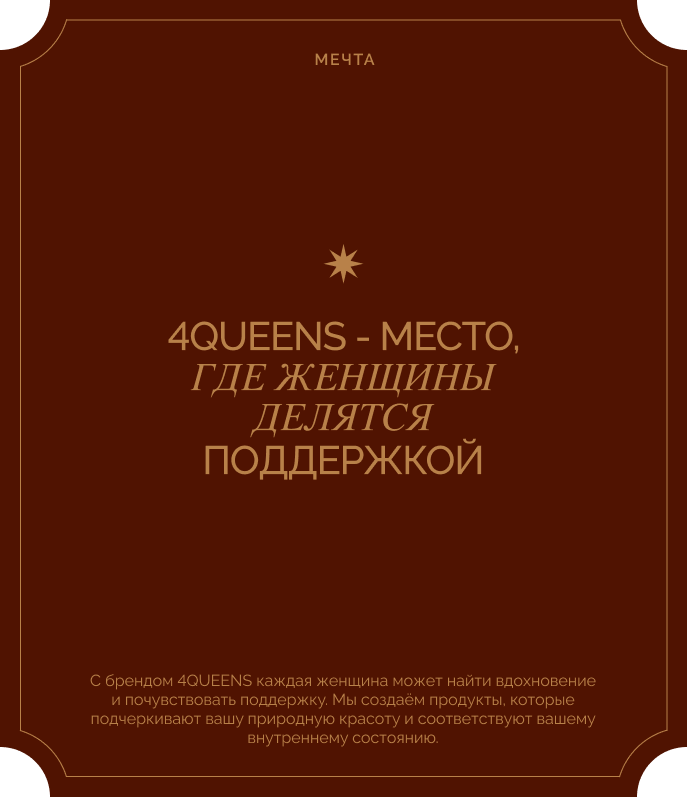 МЕЧТА
4QUEENS - МЕСТО,
ГДЕ ЖЕНЩИНЫ
ДЕЛЯТСЯ
ПОДДЕРЖКОЙ
С брендом 4QUEENS каждая женщина может найти вдохновение
и почувствовать поддержку. Мы создаём продукты, которые
подчеркивают вашу природную красоту и соответствуют вашему
внутреннему состоянию.